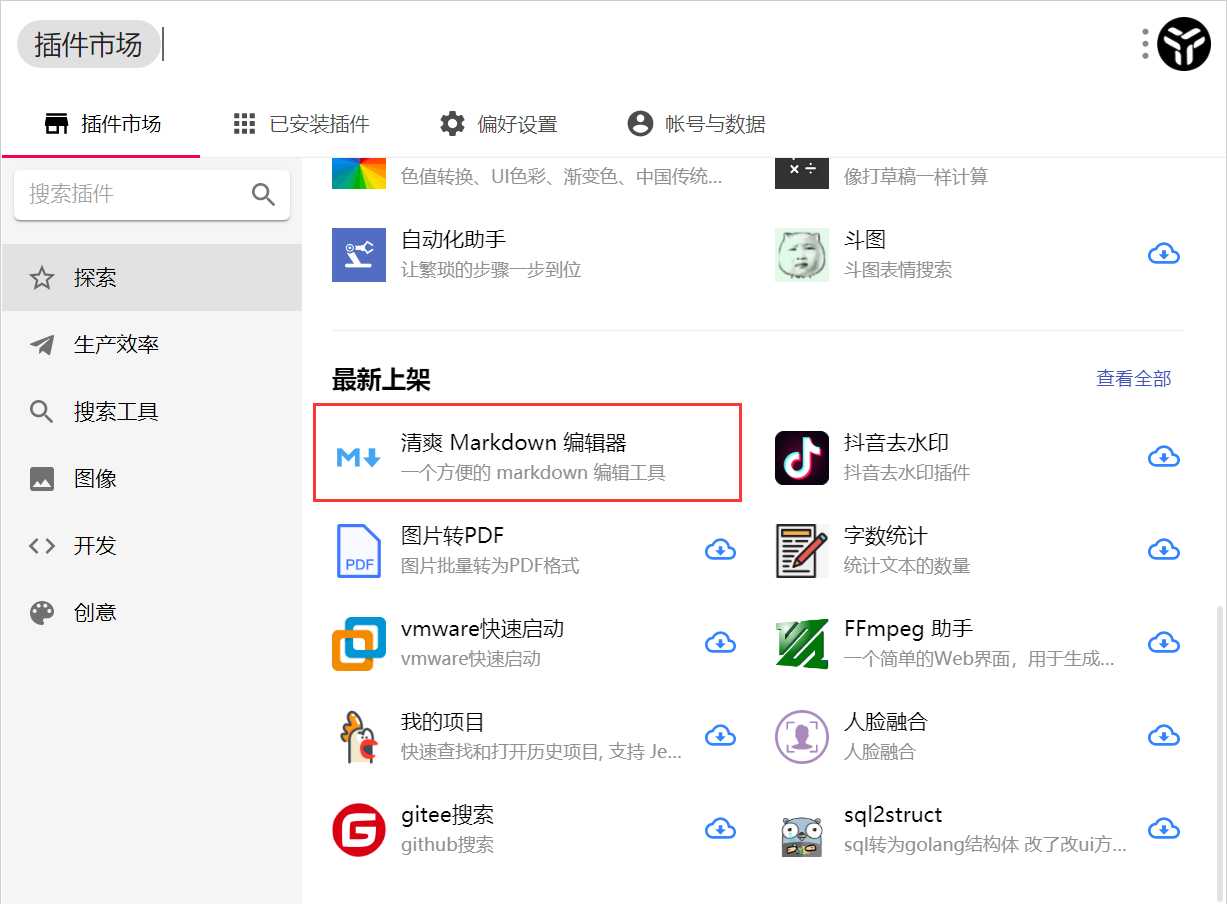 插件市场
插件市场
已安装插件
偏好设置
帐号与数据
搜索插件
探索
生产效率
搜索工具
图像
开发
创意
色值转换、UI色彩、渐变色、中国传统...
像打草稿一样计算
自动化助手
让繁琐的步骤一步到位
斗图
斗图表情搜索
最新上架
查看全部
清爽 Markdown 编辑器
一个方便的 markdown 编辑工具
抖音去水印
抖音去水印插件
图片转PDF
图片批量转为PDF格式
PDF
字数统计
统计文本的数量
vmware快速启动
vmware快速启动
FFmpeg 助手
一个简单的Web界面，用于生成...
我的项目
快速查找和打开历史项目, 支持 Je...
人脸融合
人脸融合
gitee搜索
github搜索
sql2struct
sql转为golang结构体 改了改ui方...